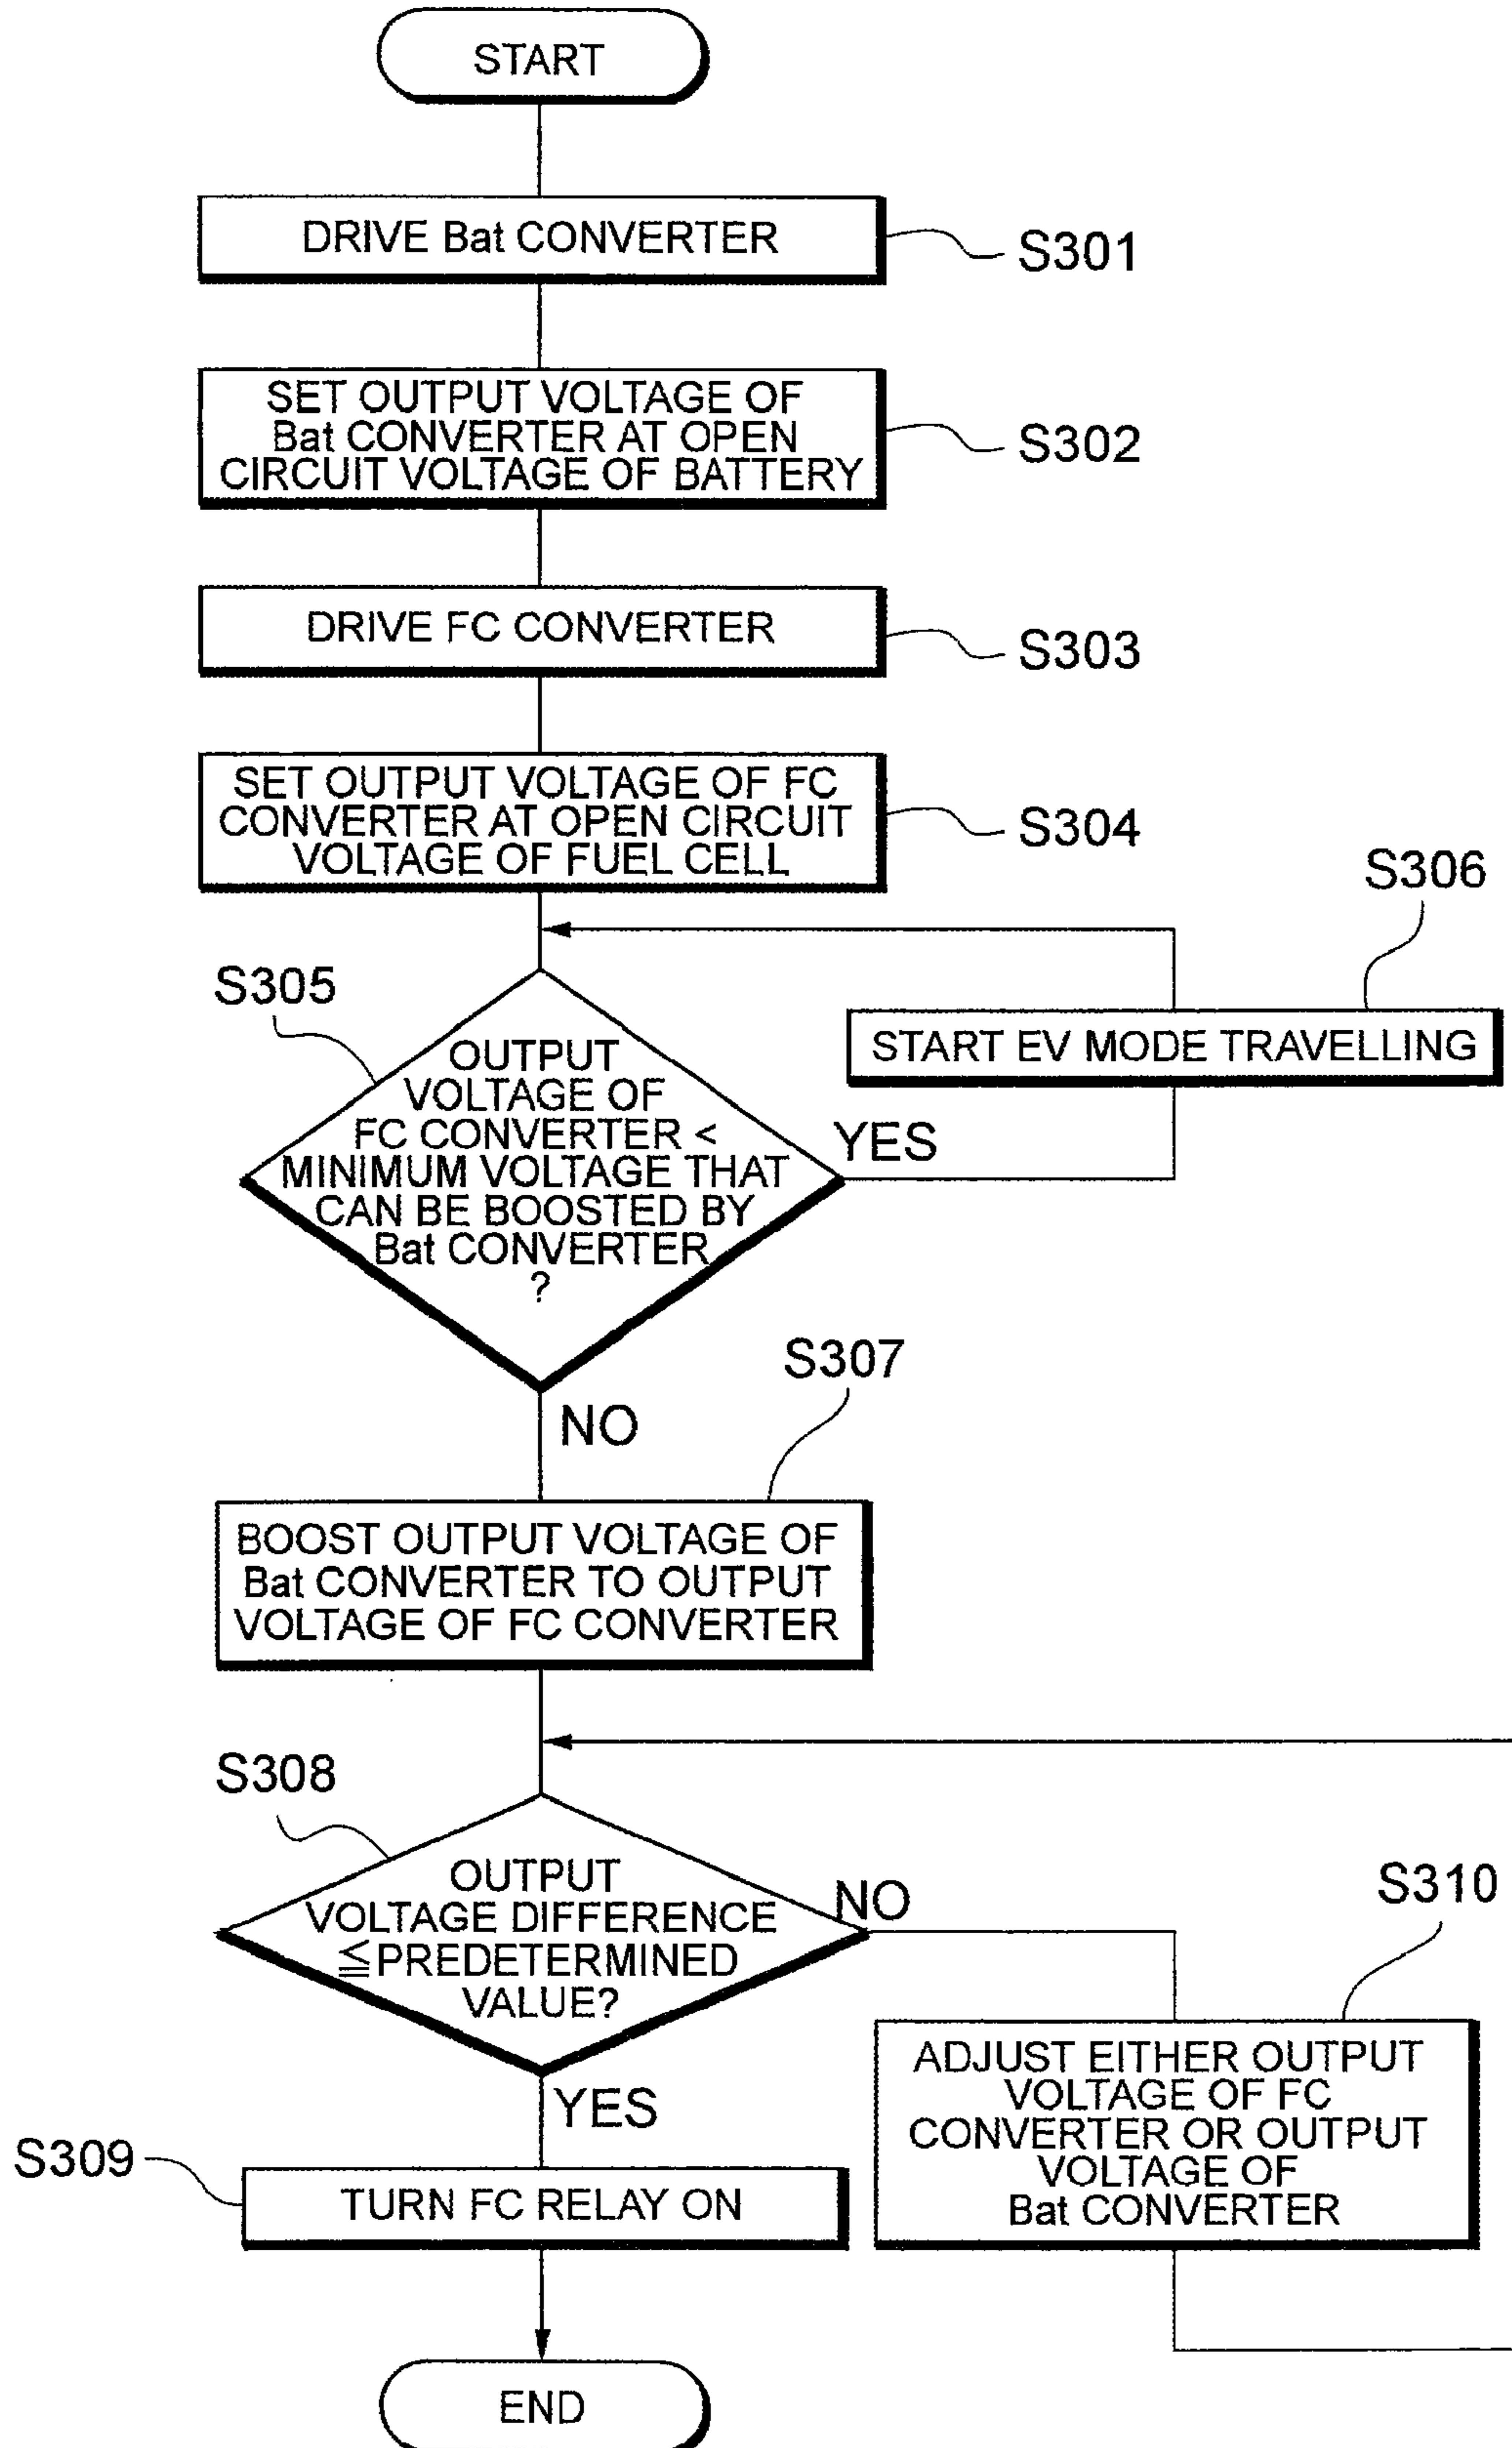 START
DRIVE Bat CONVERTER
S301
SET OUTPUT VOLTAGE OF
Bat CONVERTER AT OPEN
CIRCUIT VOLTAGE OF BATTERY
S302
DRIVE FC CONVERTER
S303
SET OUTPUT VOLTAGE OF FC
CONVERTER AT OPEN CIRCUIT
VOLTAGE OF FUEL CELL
S304
S306
START EV MODE TRAVELLING
S305
OUTPUT
VOLTAGE OF
FC CONVERTER <
MINIMUM VOLTAGE THAT
CAN BE BOOSTED BY
Bat CONVERTER
?
YES
NO
S307
BOOST OUTPUT VOLTAGE OF
Bat CONVERTER TO OUTPUT
VOLTAGE OF FC CONVERTER
S308
OUTPUT
VOLTAGE DIFFERENCE
≦PREDETERMINED
VALUE?
NO
S310
ADJUST EITHER OUTPUT
VOLTAGE OF FC
CONVERTER OR OUTPUT
VOLTAGE OF
Bat CONVERTER
YES
S309
TURN FC RELAY ON
END